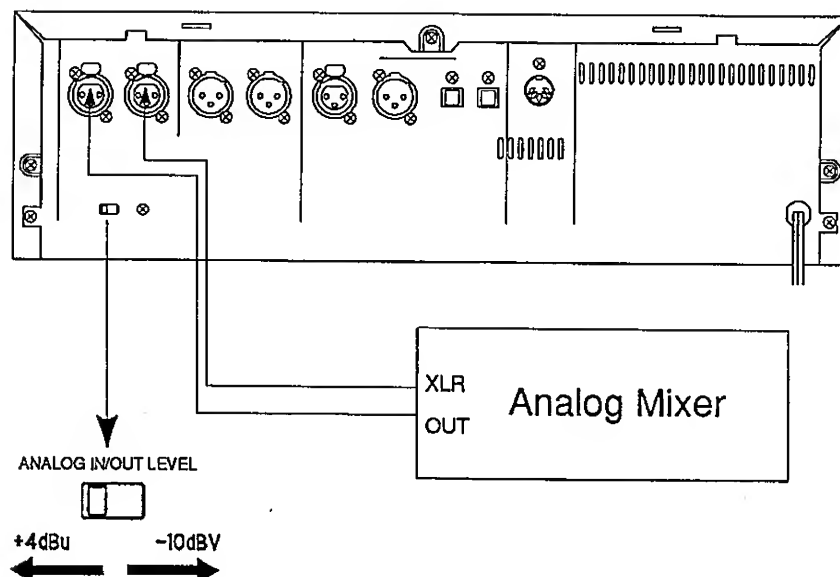 XLR
OUT
Analog Mixer
ANALOG IN/OUT LEVEL
+4dBu
-10dBV